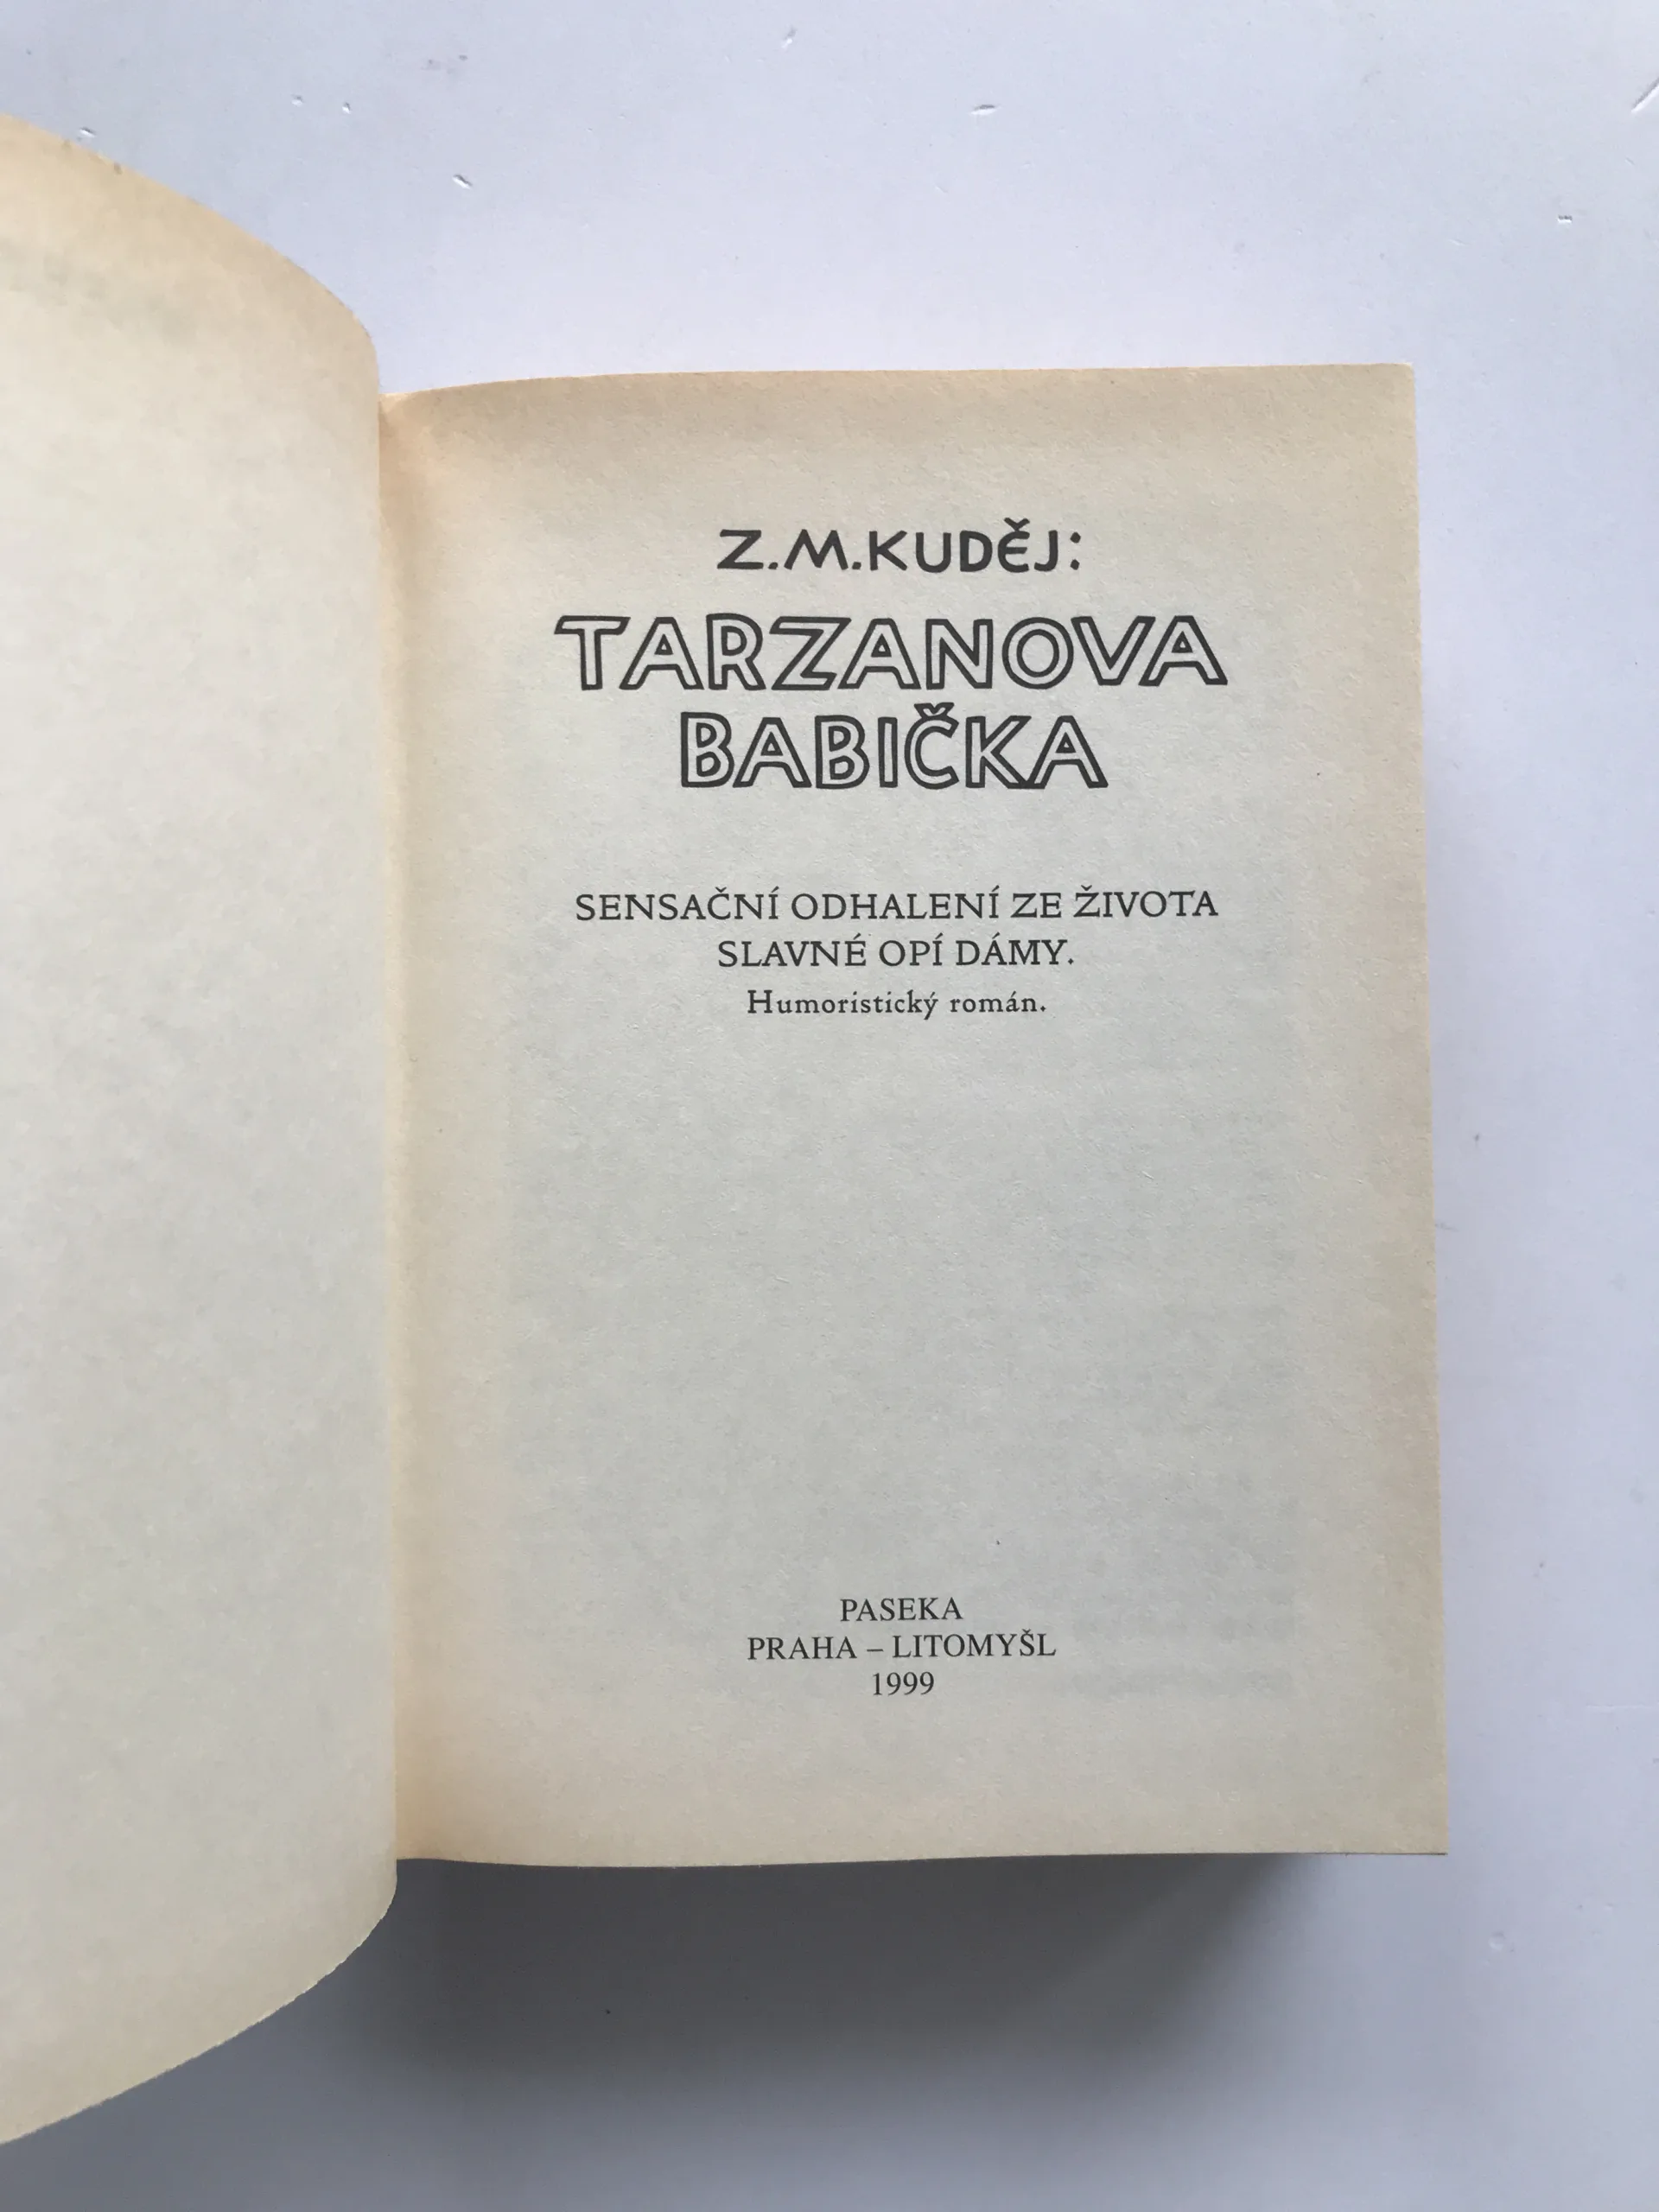 Z.M.KUDĚJ:
TARZANOVA
BABIČKA
SENSAČNÍ ODHALENÍ ZE ŽIVOTA
SLAVNÉ OPÍ DÁMY.
Humoristický román.
PASEKA
PRAHA – LITOMYŠL
1999